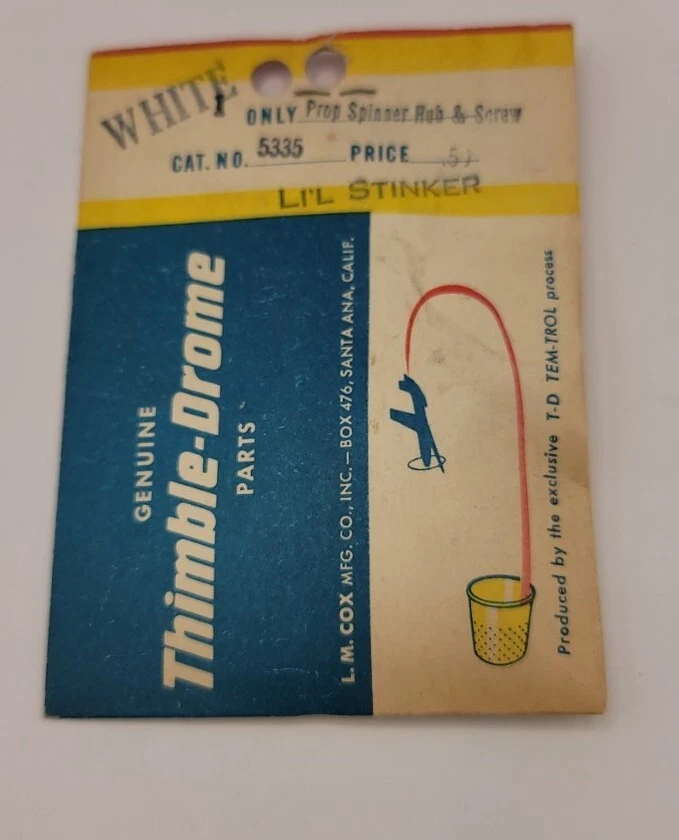 WHITE
1 ONLY Prop Spinner Hub & Screw
CAT. NO. 5335 PRICE
LI'L STINKER
GENUINE
Thimble-Drome
PARTS
L. M. COX MFG. CO., INC. — BOX 476, SANTA ANA, CALIF.
Produced by the exclusive T-D TEM-TROL process